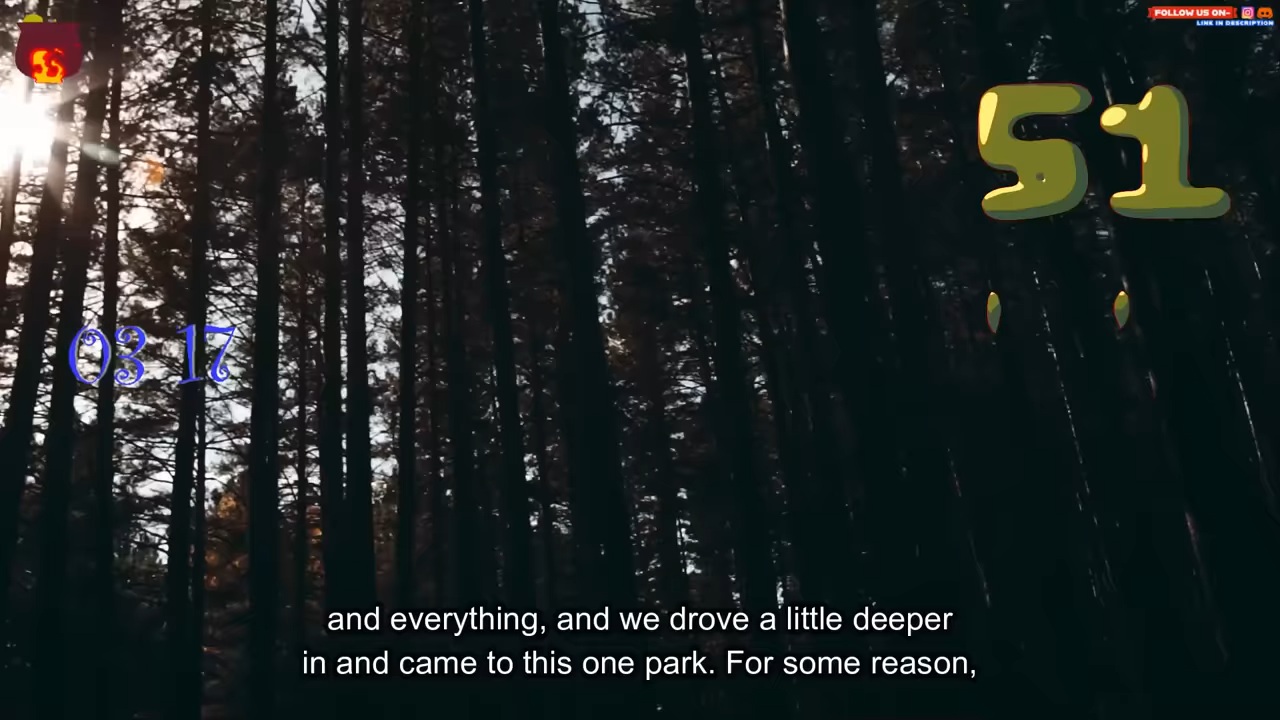 FOLLOW US ON-
LINK IN DESCRIPTION
51
03 17
and everything, and we drove a little deeper
in and came to this one park. For some reason,